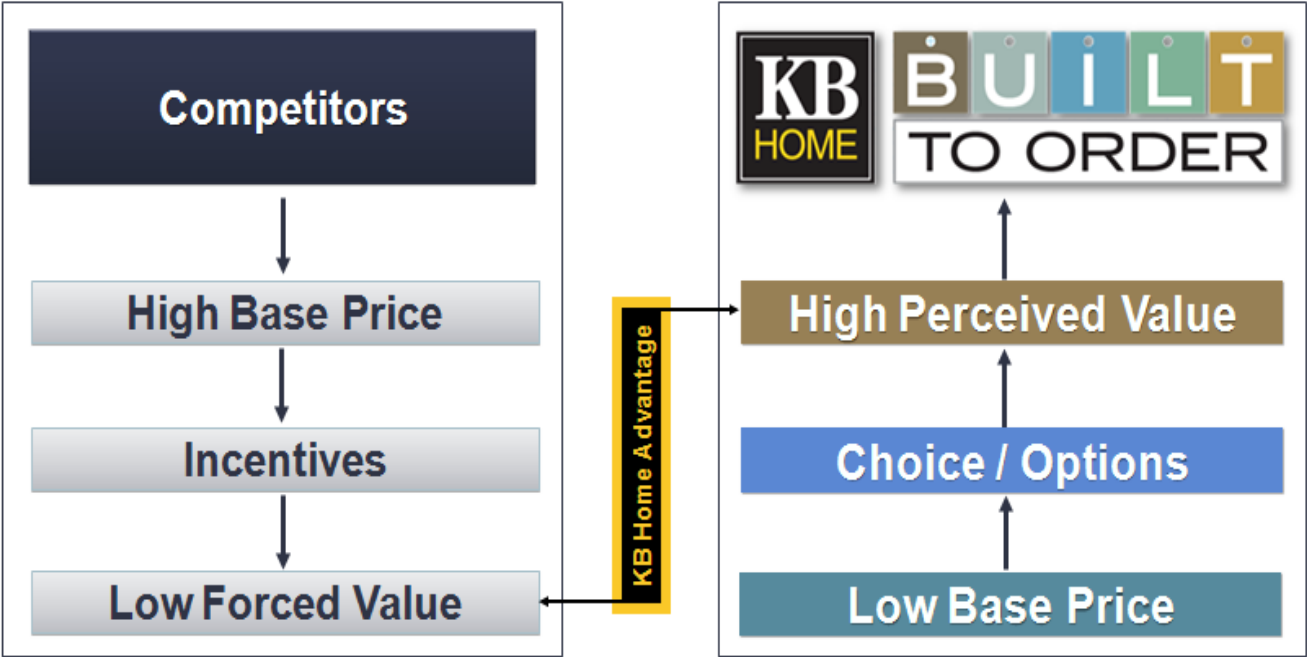 Competitors
High Base Price
Incentives
Low Forced Value
KB Home Advantage
KB
HOME
BUILT
TO ORDER
High Perceived Value
Choice / Options
Low Base Price